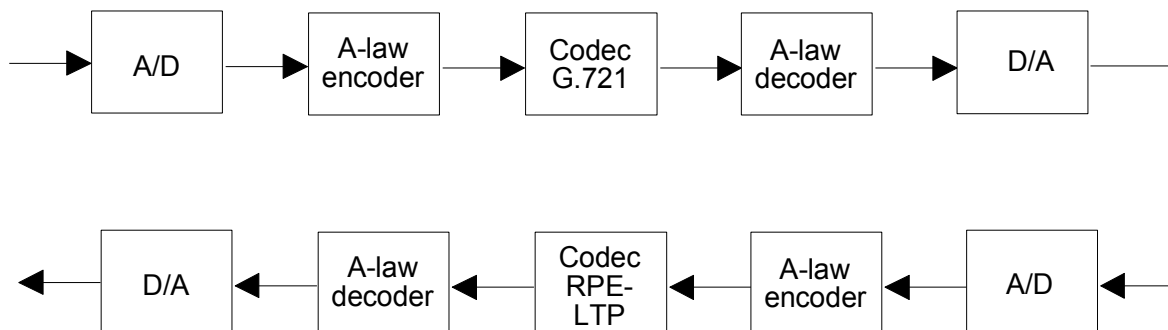 A/D
A-law
encoder
Codec
G.721
A-law
decoder
D/A
D/A
A-law
decoder
Codec
RPE-
LTP
A-law
encoder
A/D